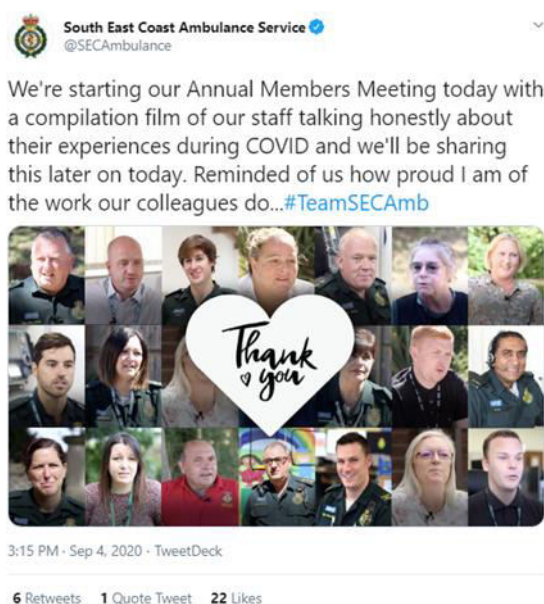 South East Coast Ambulance Service
@SECAmbulance
We're starting our Annual Members Meeting today with
a compilation film of our staff talking honestly about
their experiences during COVID and we'll be sharing
this later on today. Reminded of us how proud I am of
the work our colleagues do...#TeamSECAmb
Thank
you
3:15 PM · Sep 4, 2020 · TweetDeck
6 Retweets 1 Quote Tweet 22 Likes